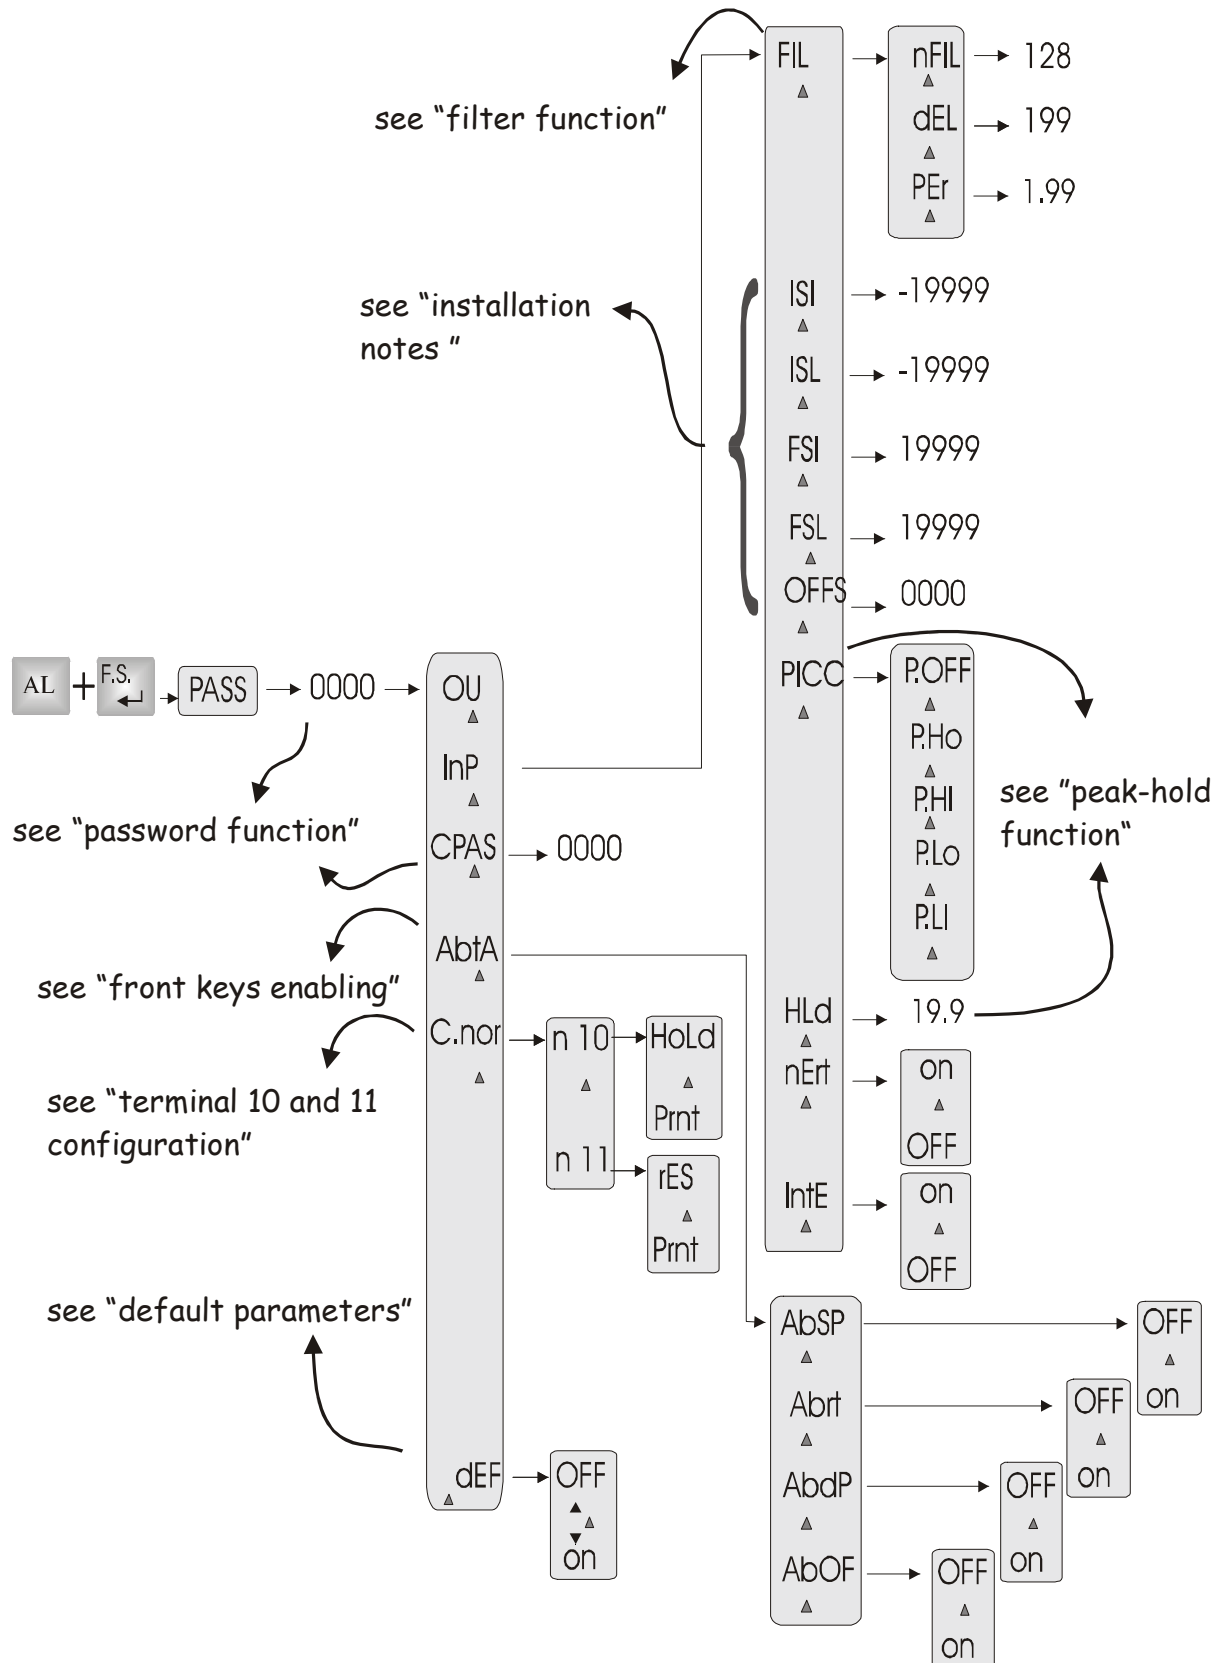 FIL
nFIL
128
dEL
199
PEr
1.99
see “filter function”
ISI
-19999
see “installation
notes ”
ISL
-19999
FSI
19999
FSL
19999
OFFS
0000
AL
+
F.S.
PASS
0000
OU
InP
CPAS
0000
AbtA
C.nor
dEF
see “password function”
see “front keys enabling”
see “terminal 10 and 11
configuration”
see “default parameters”
n 10
n 11
HoLd
Prnt
rES
Prnt
OFF
on
PICC
P.OFF
P.Ho
P.HI
P.Lo
P.LI
see “peak-hold
function“
HLd
19.9
nErt
on
OFF
IntE
on
OFF
AbSP
OFF
on
Abrt
OFF
on
AbdP
OFF
on
AbOF
OFF
on